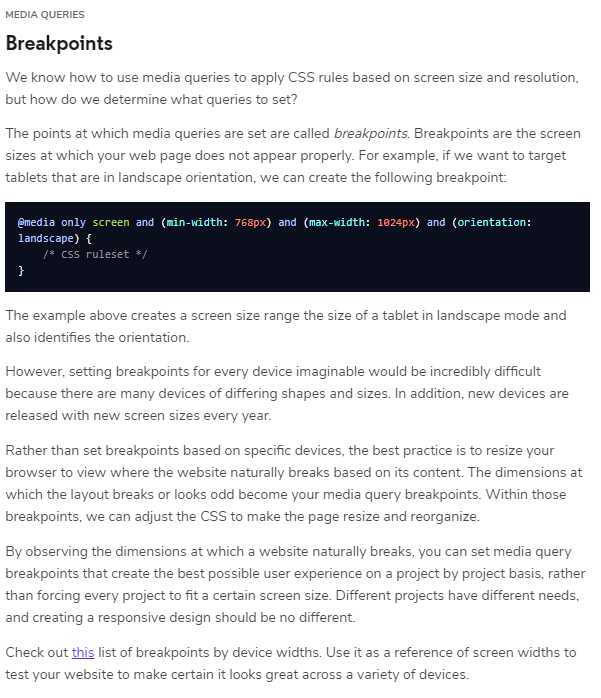 MEDIA QUERIES
Breakpoints
We know how to use media queries to apply CSS rules based on screen size and resolution,
but how do we determine what queries to set?
The points at which media queries are set are called breakpoints. Breakpoints are the screen
sizes at which your web page does not appear properly. For example, if we want to target
tablets that are in landscape orientation, we can create the following breakpoint:
@media only screen and (min-width: 768px) and (max-width: 1024px) and (orientation:
landscape) {
/* CSS ruleset */
}
The example above creates a screen size range the size of a tablet in landscape mode and
also identifies the orientation.
However, setting breakpoints for every device imaginable would be incredibly difficult
because there are many devices of differing shapes and sizes. In addition, new devices are
released with new screen sizes every year.
Rather than set breakpoints based on specific devices, the best practice is to resize your
browser to view where the website naturally breaks based on its content. The dimensions at
which the layout breaks or looks odd become your media query breakpoints. Within those
breakpoints, we can adjust the CSS to make the page resize and reorganize.
By observing the dimensions at which a website naturally breaks, you can set media query
breakpoints that create the best possible user experience on a project by project basis, rather
than forcing every project to fit a certain screen size. Different projects have different needs,
and creating a responsive design should be no different.
Check out this list of breakpoints by device widths. Use it as a reference of screen widths to
test your website to make certain it looks great across a variety of devices.